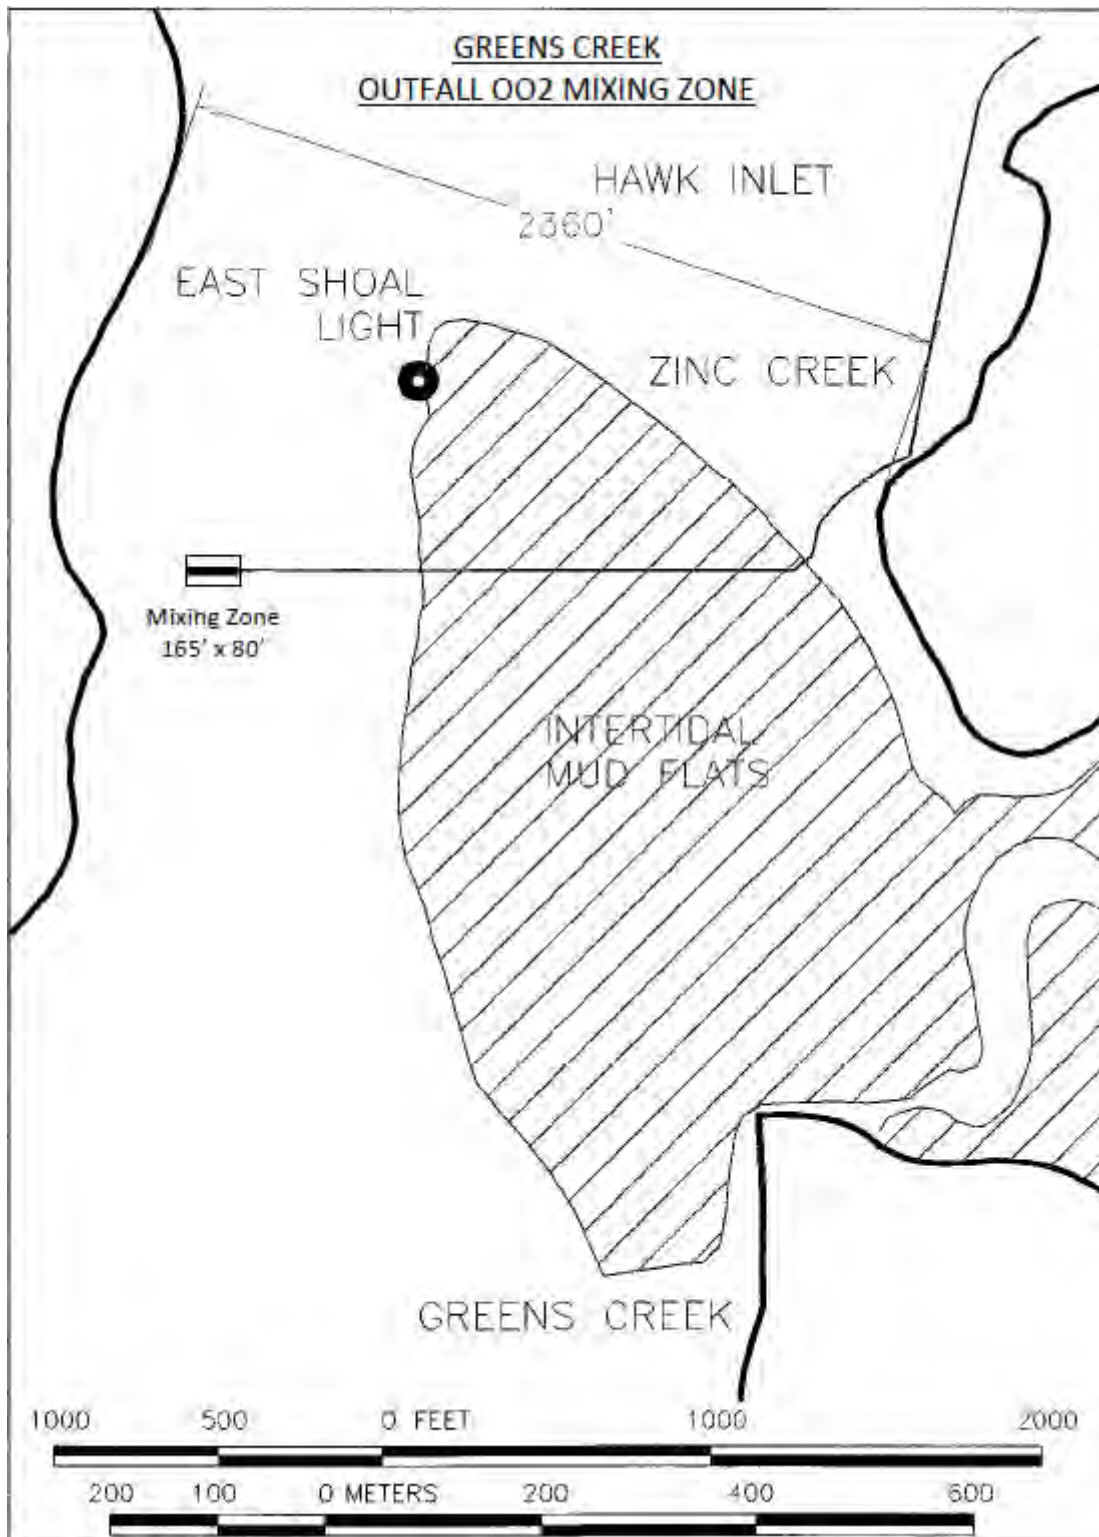 GREENS CREEK
OUTFALL OO2 MIXING ZONE
HAWK INLET
2360'
EAST SHOAL
LIGHT
ZINC CREEK
Mixing Zone
165' x 80'
INTERTIDAL
MUD FLATS
GREENS CREEK
1000 500 0 FEET 1000 2000
200 100 0 METERS 200 400 600